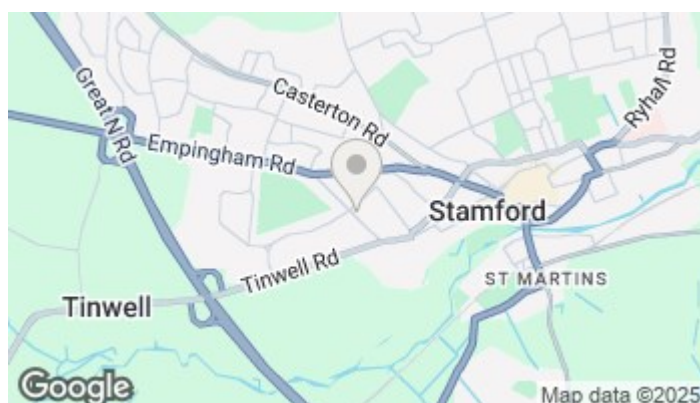 Great N Rd
Casterton Rd
Ryhall Rd
Empingham Rd
Stamford
Tinwell Rd
ST MARTINS
Tinwell
Google
Map data ©2025